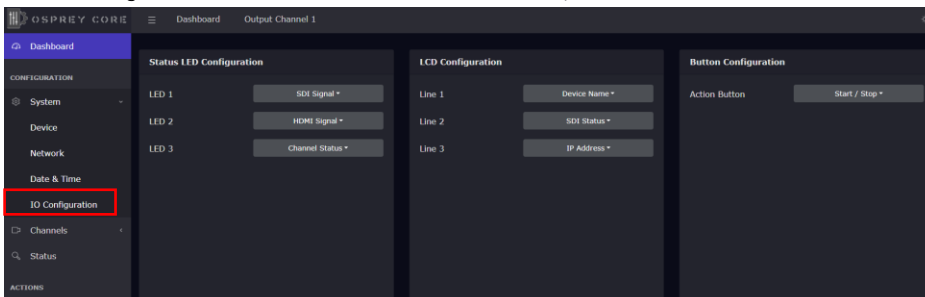 OSPREY CORE
Dashboard Output Channel 1
Dashboard
CONFIGURATION
System
Device
Network
Date & Time
IO Configuration
Channels
Status
ACTIONS
Status LED Configuration
LED 1 SDI Signal
LED 2 HDMI Signal
LED 3 Channel Status
LCD Configuration
Line 1 Device Name
Line 2 SDI Status
Line 3 IP Address
Button Configuration
Action Button Start / Stop